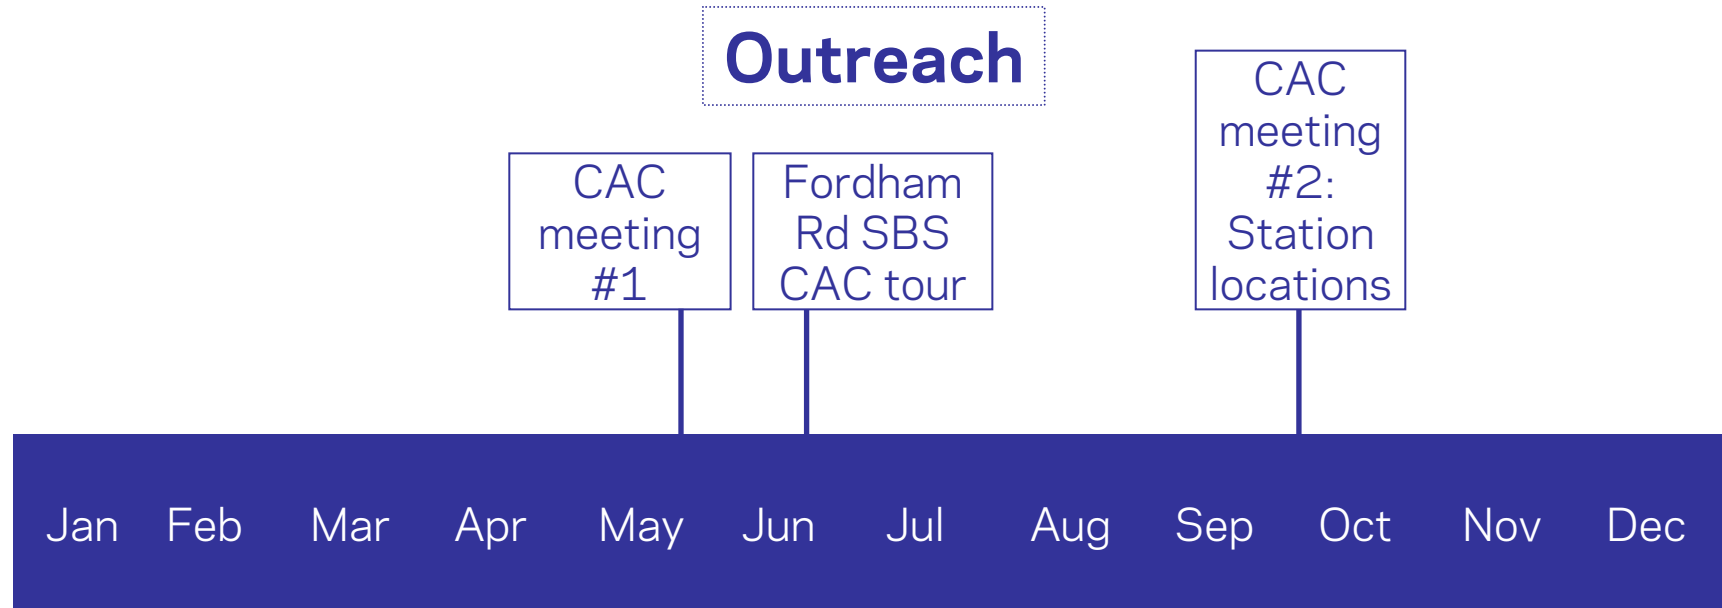 Outreach
CAC
meeting
#1
Fordham
Rd SBS
CAC tour
CAC
meeting
#2:
Station
locations
Jan Feb Mar Apr May Jun Jul Aug Sep Oct Nov Dec